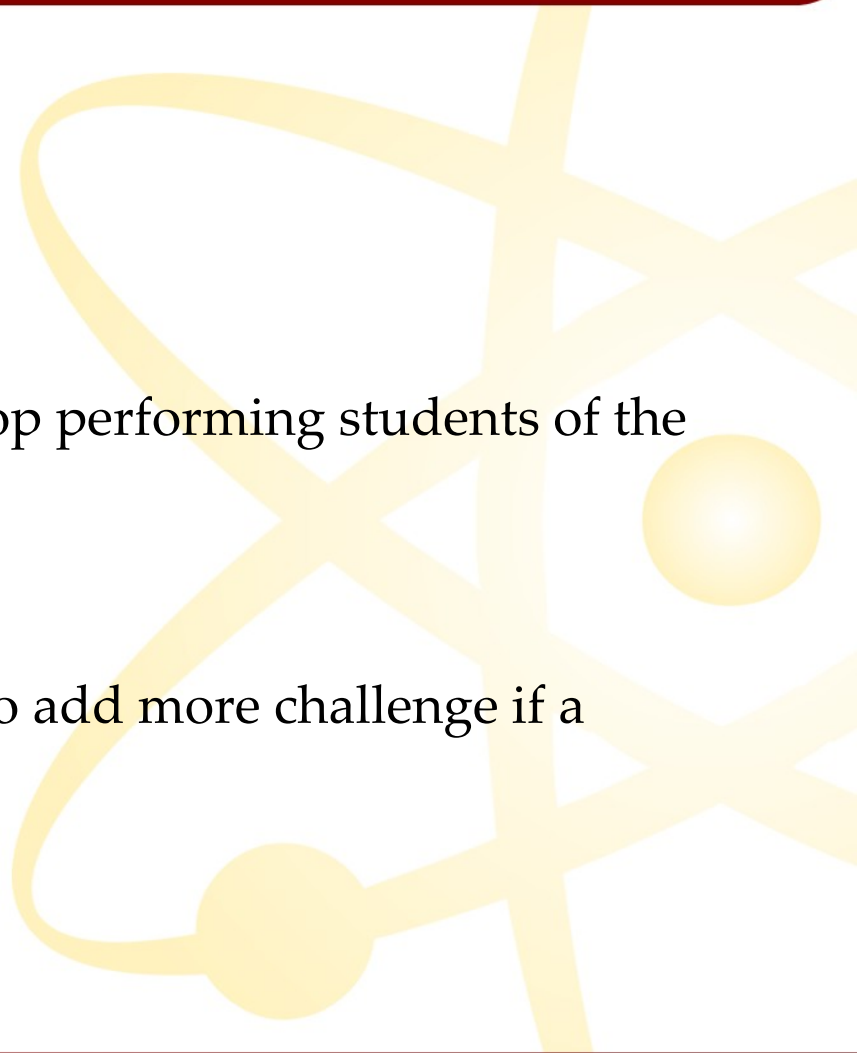 op performing students of the
o add more challenge if a